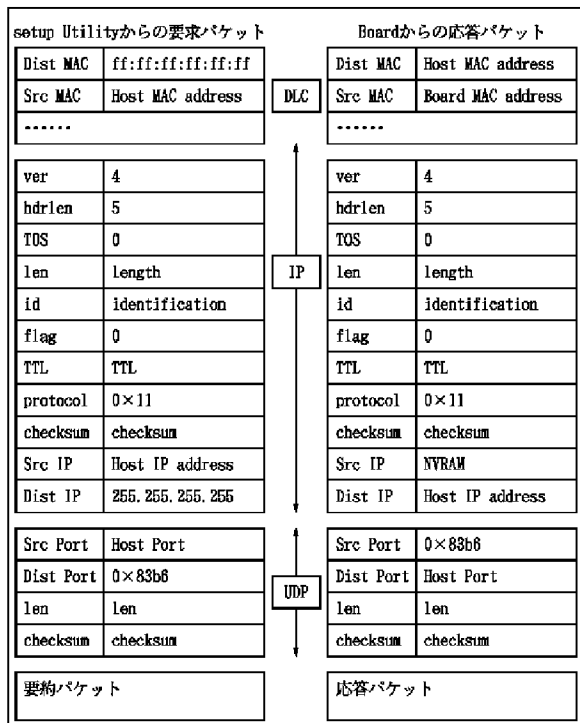 setup Utilityからの要求パケット
Dist MAC ff:ff:ff:ff:ff:ff
Src MAC Host MAC address
······
ver 4
hdrlen 5
TOS 0
len length
id identification
flag 0
TTL TTL
protocol 0×11
checksum checksum
Src IP Host IP address
Dist IP 255.255.255.255
Src Port Host Port
Dist Port 0×83b6
len len
checksum checksum
要約パケット
DLC
IP
UDP
Boardからの応答パケット
Dist MAC Host MAC address
Src MAC Board MAC address
······
ver 4
hdrlen 5
TOS 0
len length
id identification
flag 0
TTL TTL
protocol 0×11
checksum checksum
Src IP NVRAM
Dist IP Host IP address
Src Port 0×83b6
Dist Port Host Port
len len
checksum checksum
応答パケット